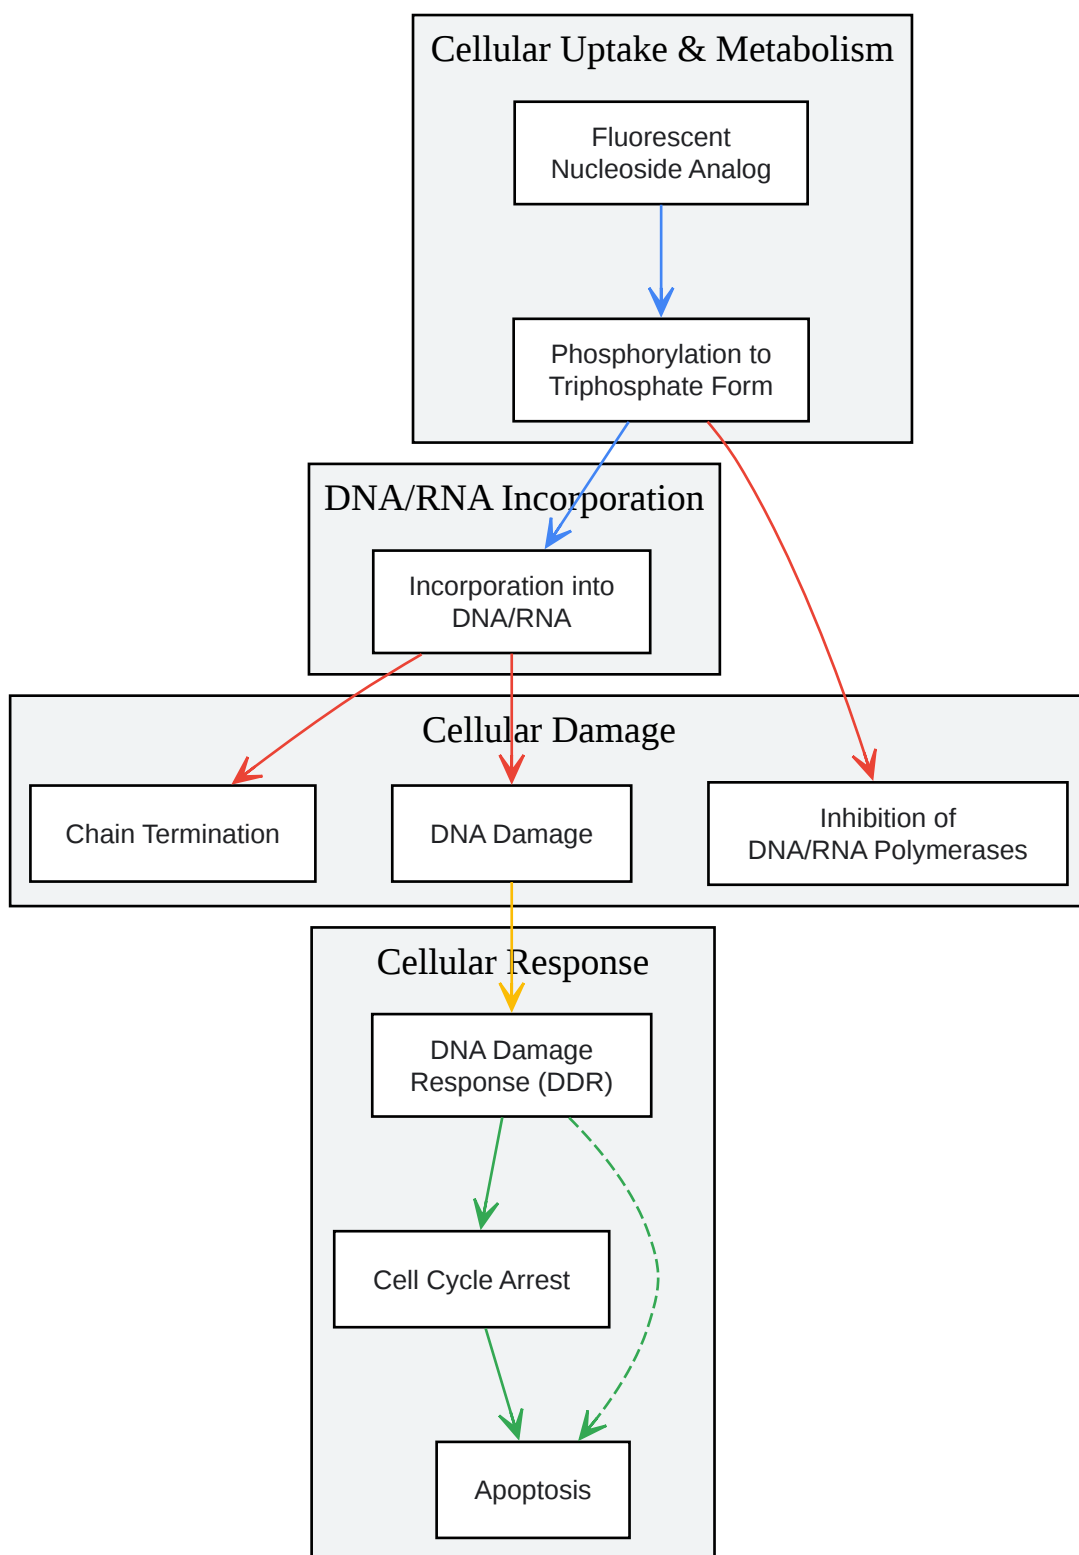 Cellular Uptake & Metabolism
Fluorescent
Nucleoside Analog
Phosphorylation to
Triphosphate Form
DNA/RNA Incorporation
Incorporation into
DNA/RNA
Cellular Damage
Chain Termination
DNA Damage
Inhibition of
DNA/RNA Polymerases
Cellular Response
DNA Damage
Response (DDR)
Cell Cycle Arrest
Apoptosis